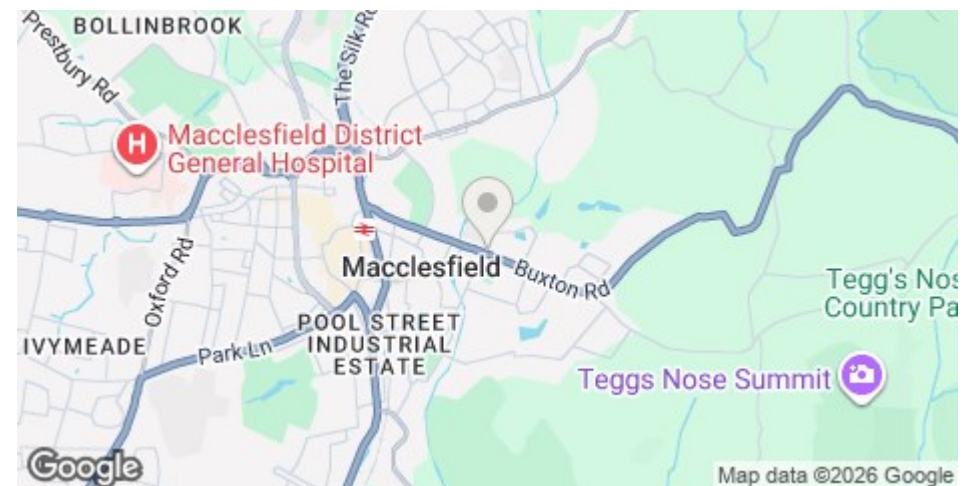 BOLLINBROOK
Prestbury Rd
The Silk Rd
H
Macclesfield District
General Hospital
Oxford Rd
Macclesfield
Buxton Rd
Tegg's Nos
Country Pa
POOL STREET
INDUSTRIAL
ESTATE
IVYMEADE
Park Ln
Teggs Nose Summit
Google
Map data ©2026 Google